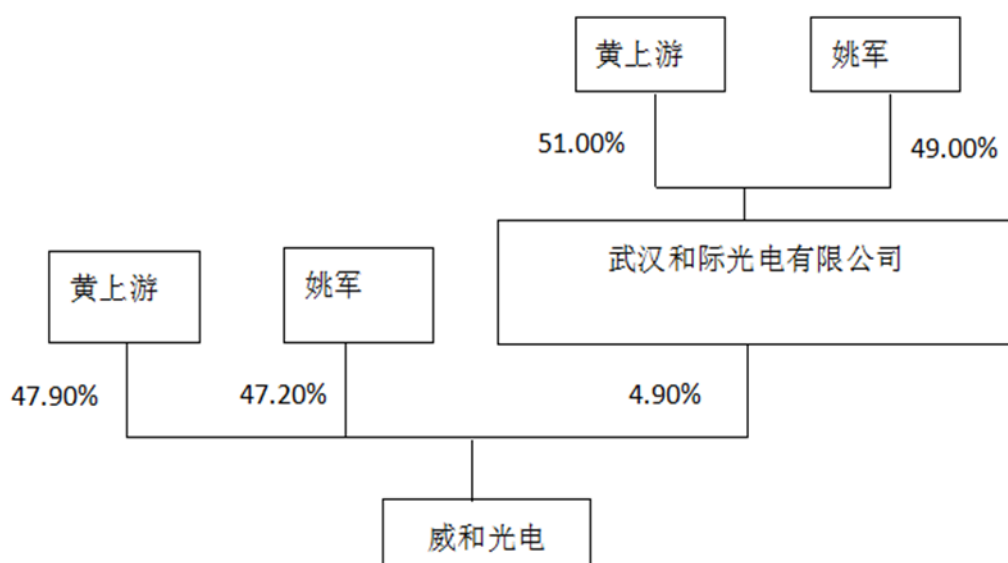 黄上游
姚军
51.00%
49.00%
武汉和际光电有限公司
黄上游
姚军
47.90%
47.20%
4.90%
威和光电